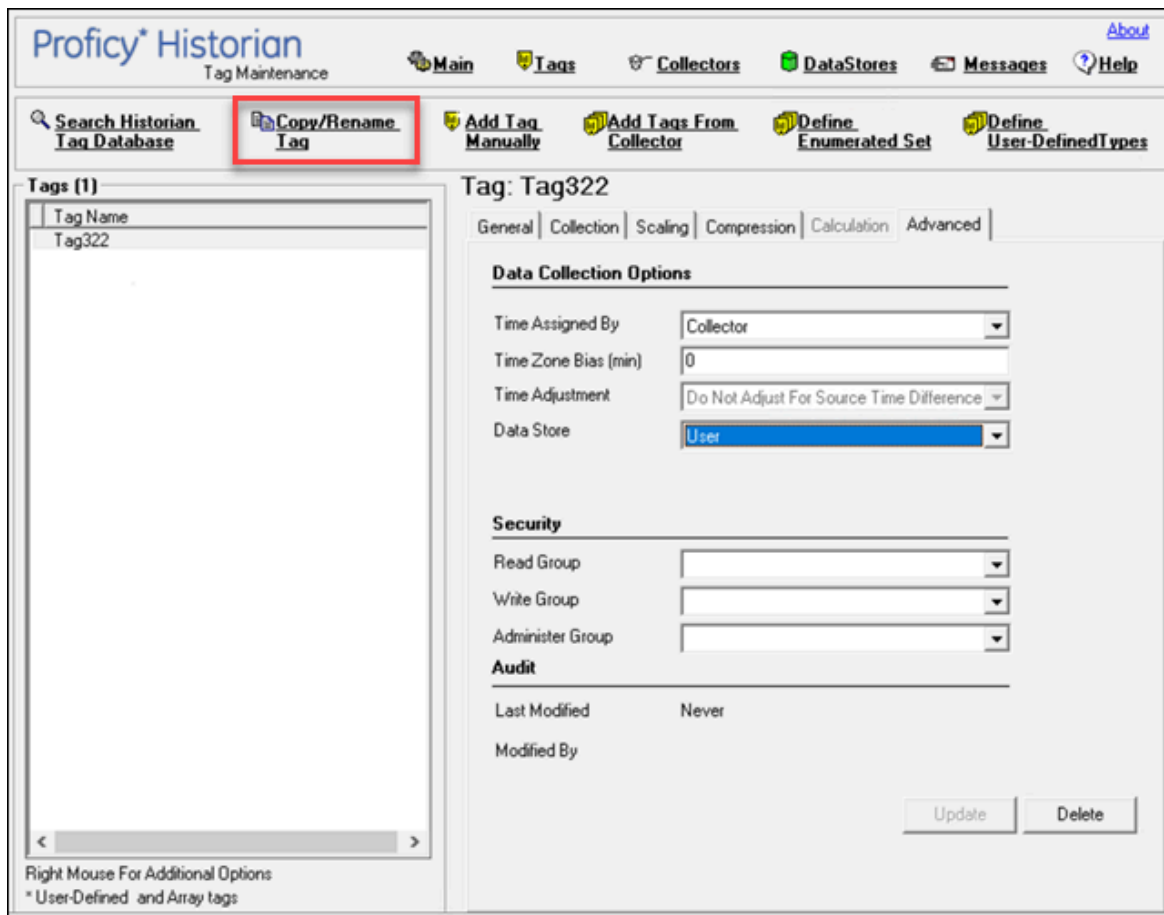 About
Proficy* Historian
Tag Maintenance
Main Tags Collectors DataStores Messages Help
Search Historian Tag Database
Copy/Rename Tag
Add Tag Manually
Add Tags From Collector
Define Enumerated Set
Define User-DefinedTypes
Tags (1)
Tag Name
Tag322
Right Mouse For Additional Options
* User-Defined and Array tags
Tag: Tag322
General Collection Scaling Compression Calculation Advanced
Data Collection Options
Time Assigned By Collector
Time Zone Bias (min) 0
Time Adjustment Do Not Adjust For Source Time Difference
Data Store User
Security
Read Group
Write Group
Administer Group
Audit
Last Modified Never
Modified By
Update Delete